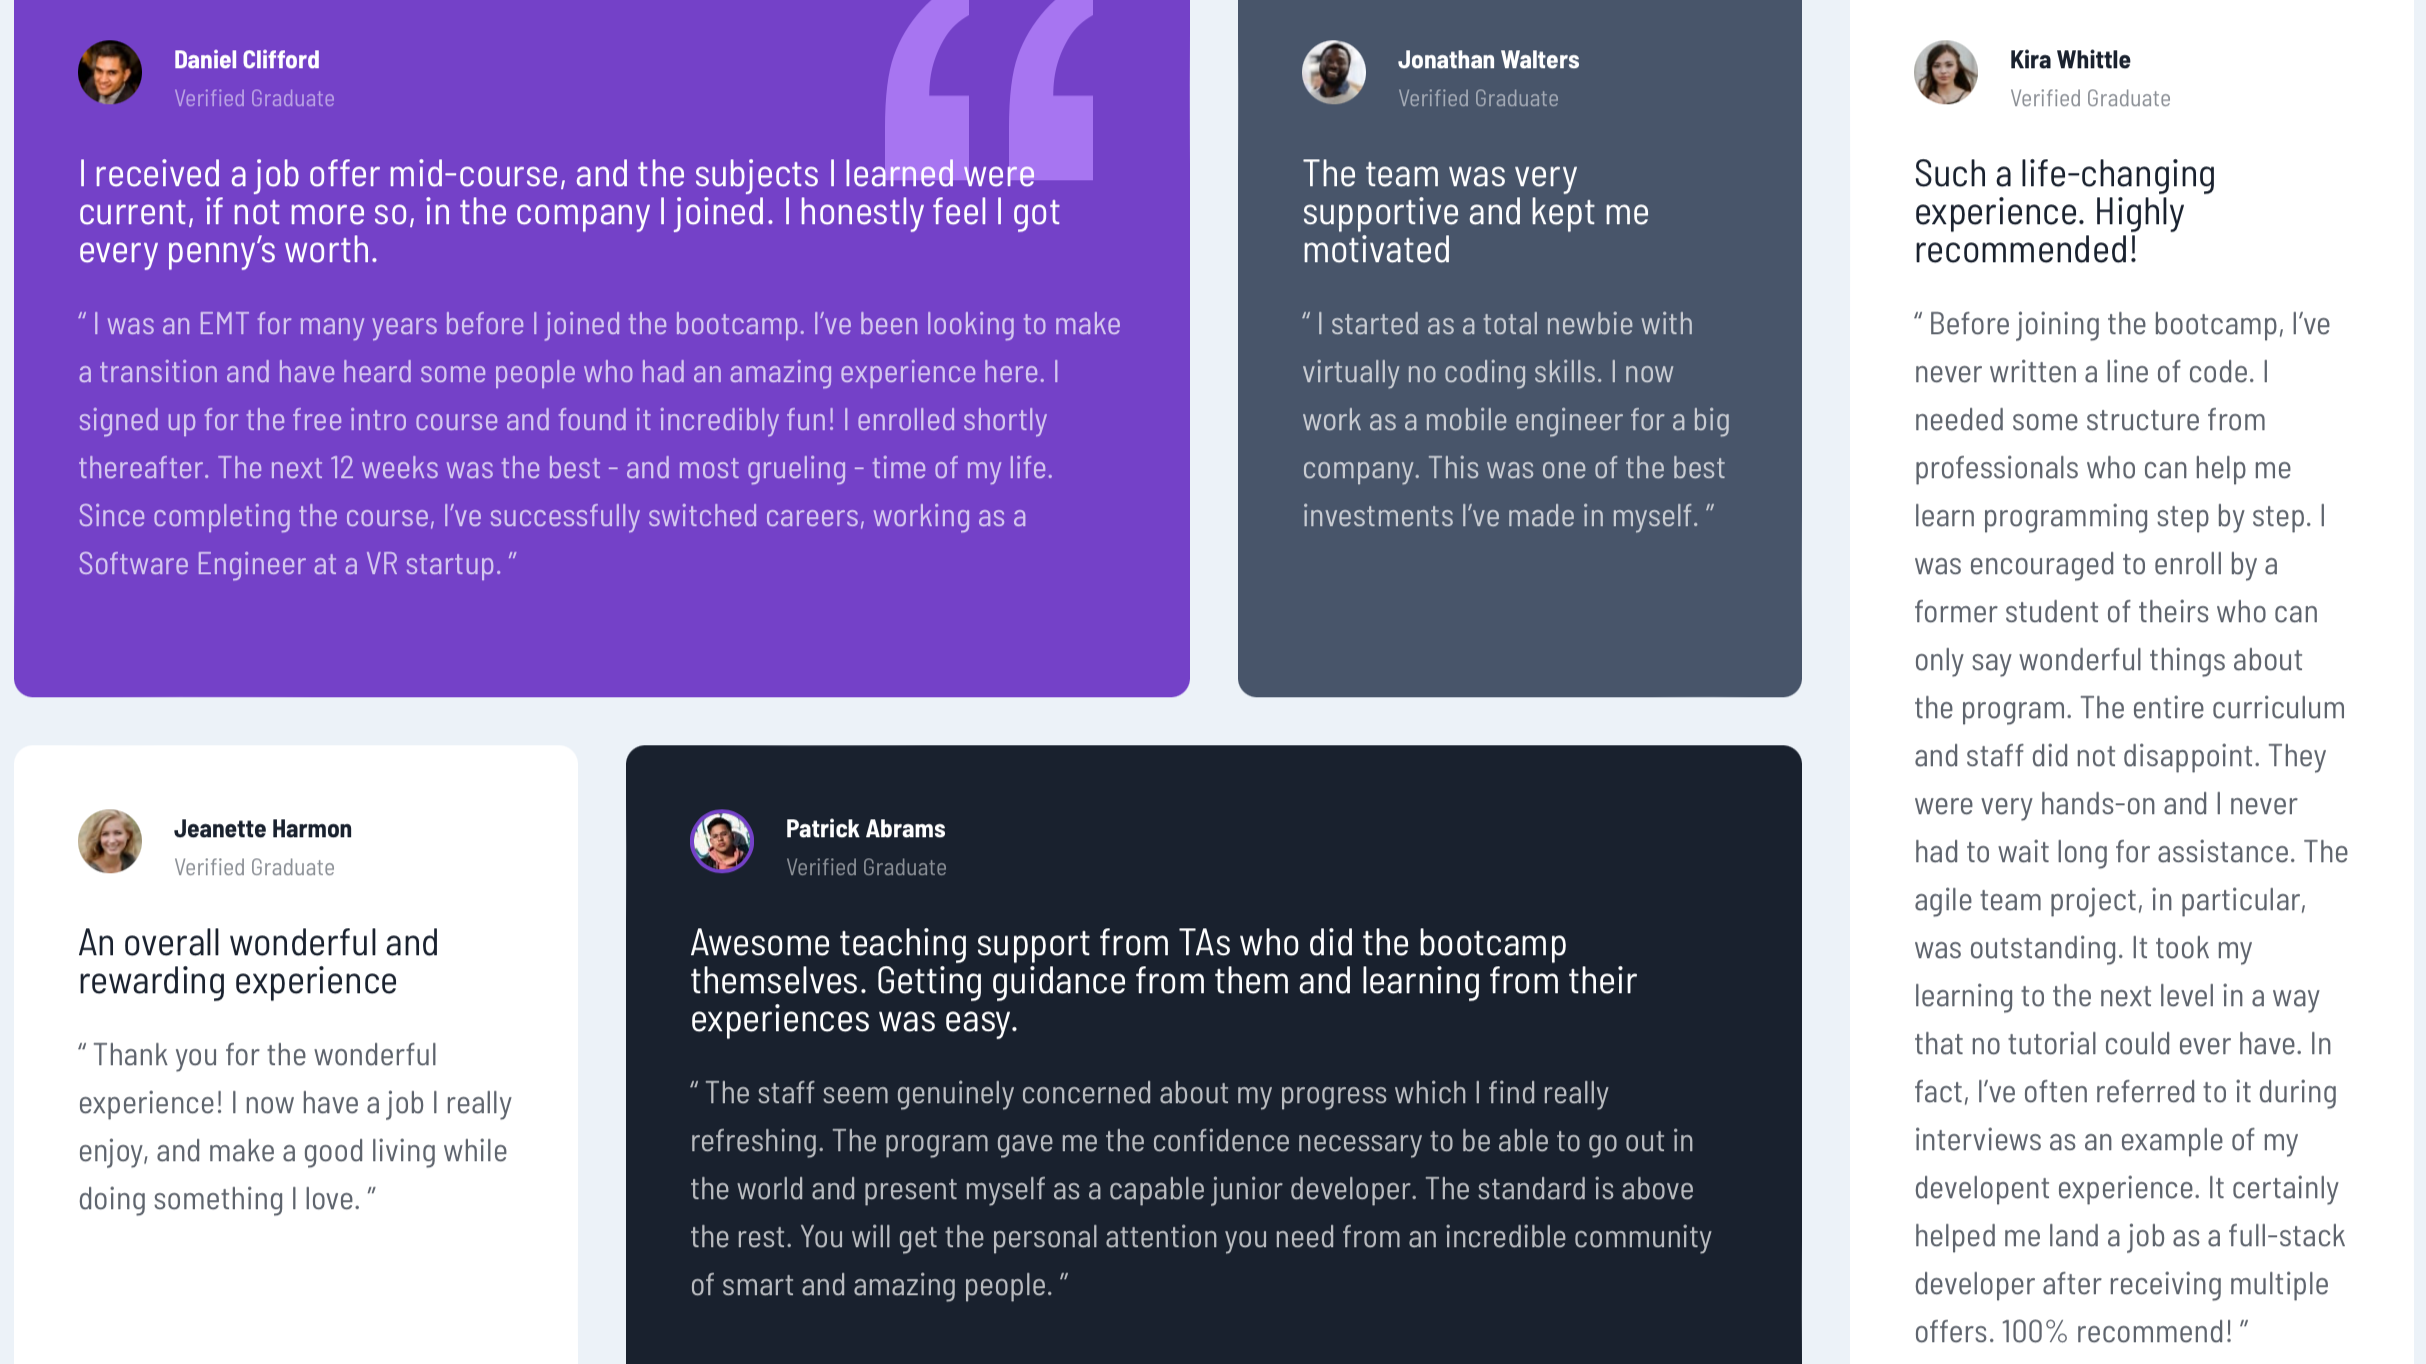 Daniel Clifford
Verified Graduate
I received a job offer mid-course, and the subjects I learned were
current, if not more so, in the company I joined. I honestly feel I got
every penny’s worth.
“ I was an EMT for many years before I joined the bootcamp. I’ve been looking to make
a transition and have heard some people who had an amazing experience here. I
signed up for the free intro course and found it incredibly fun! I enrolled shortly
thereafter. The next 12 weeks was the best - and most grueling - time of my life.
Since completing the course, I’ve successfully switched careers, working as a
Software Engineer at a VR startup. ”
Jonathan Walters
Verified Graduate
The team was very
supportive and kept me
motivated
“ I started as a total newbie with
virtually no coding skills. I now
work as a mobile engineer for a big
company. This was one of the best
investments I’ve made in myself. ”
Kira Whittle
Verified Graduate
Such a life-changing
experience. Highly
recommended!
“ Before joining the bootcamp, I’ve
never written a line of code. I
needed some structure from
professionals who can help me
learn programming step by step. I
was encouraged to enroll by a
former student of theirs who can
only say wonderful things about
the program. The entire curriculum
and staff did not disappoint. They
were very hands-on and I never
had to wait long for assistance. The
agile team project, in particular,
was outstanding. It took my
learning to the next level in a way
that no tutorial could ever have. In
fact, I’ve often referred to it during
interviews as an example of my
developent experience. It certainly
helped me land a job as a full-stack
developer after receiving multiple
offers. 100% recommend! ”
Jeanette Harmon
Verified Graduate
An overall wonderful and
rewarding experience
“ Thank you for the wonderful
experience! I now have a job I really
enjoy, and make a good living while
doing something I love. ”
Patrick Abrams
Verified Graduate
Awesome teaching support from TAs who did the bootcamp
themselves. Getting guidance from them and learning from their
experiences was easy.
“ The staff seem genuinely concerned about my progress which I find really
refreshing. The program gave me the confidence necessary to be able to go out in
the world and present myself as a capable junior developer. The standard is above
the rest. You will get the personal attention you need from an incredible community
of smart and amazing people. ”